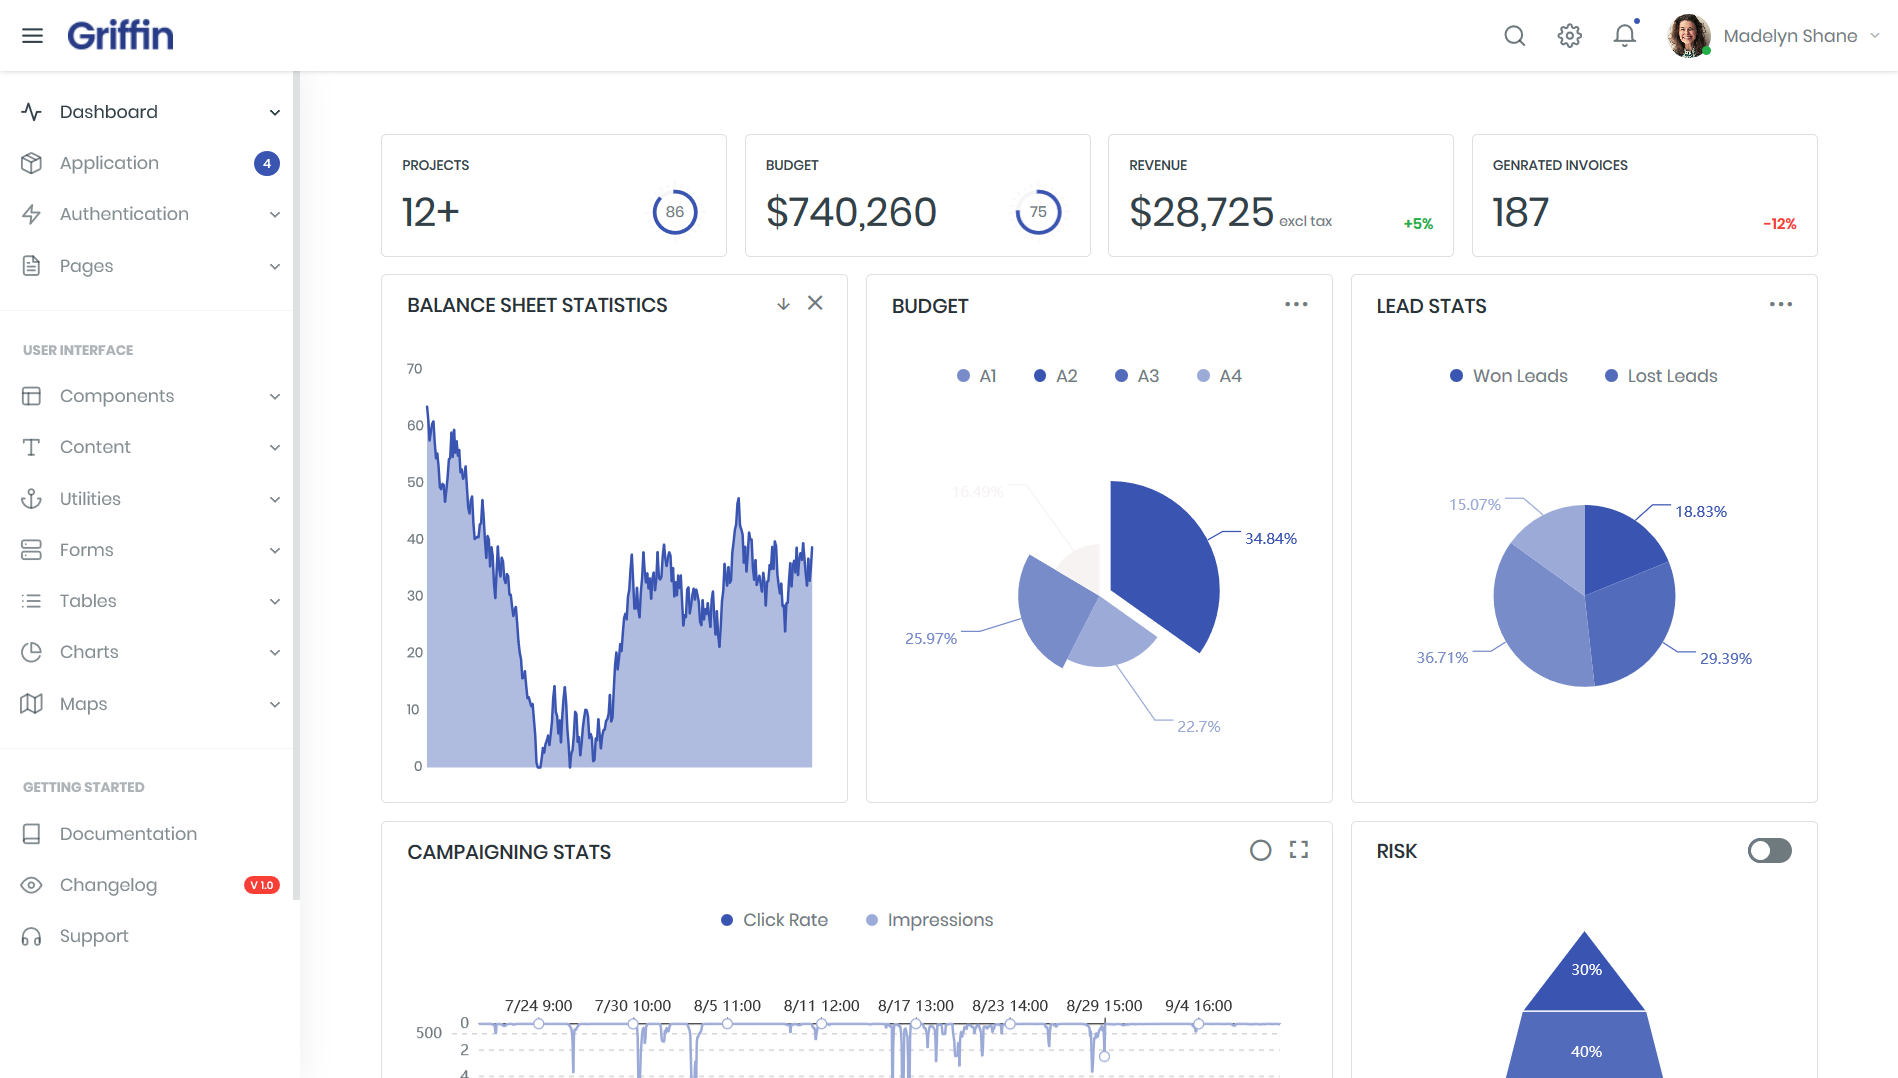 Griffin
Madelyn Shane
Dashboard
Application 4
Authentication
Pages
USER INTERFACE
Components
Content
Utilities
Forms
Tables
Charts
Maps
GETTING STARTED
Documentation
Changelog V 1.0
Support
PROJECTS
12+ 86
BUDGET
$740,260 75
REVENUE
$28,725 excl tax +5%
GENRATED INVOICES
187 -12%
BALANCE SHEET STATISTICS
70
60
50
40
30
20
10
0
BUDGET
A1 A2 A3 A4
16.49%
34.84%
25.97%
22.7%
LEAD STATS
Won Leads Lost Leads
15.07%
18.83%
36.71%
29.39%
CAMPAIGNING STATS
Click Rate Impressions
7/24 9:00 7/30 10:00 8/5 11:00 8/11 12:00 8/17 13:00 8/23 14:00 8/29 15:00 9/4 16:00
0
500
2
4
RISK
30%
40%